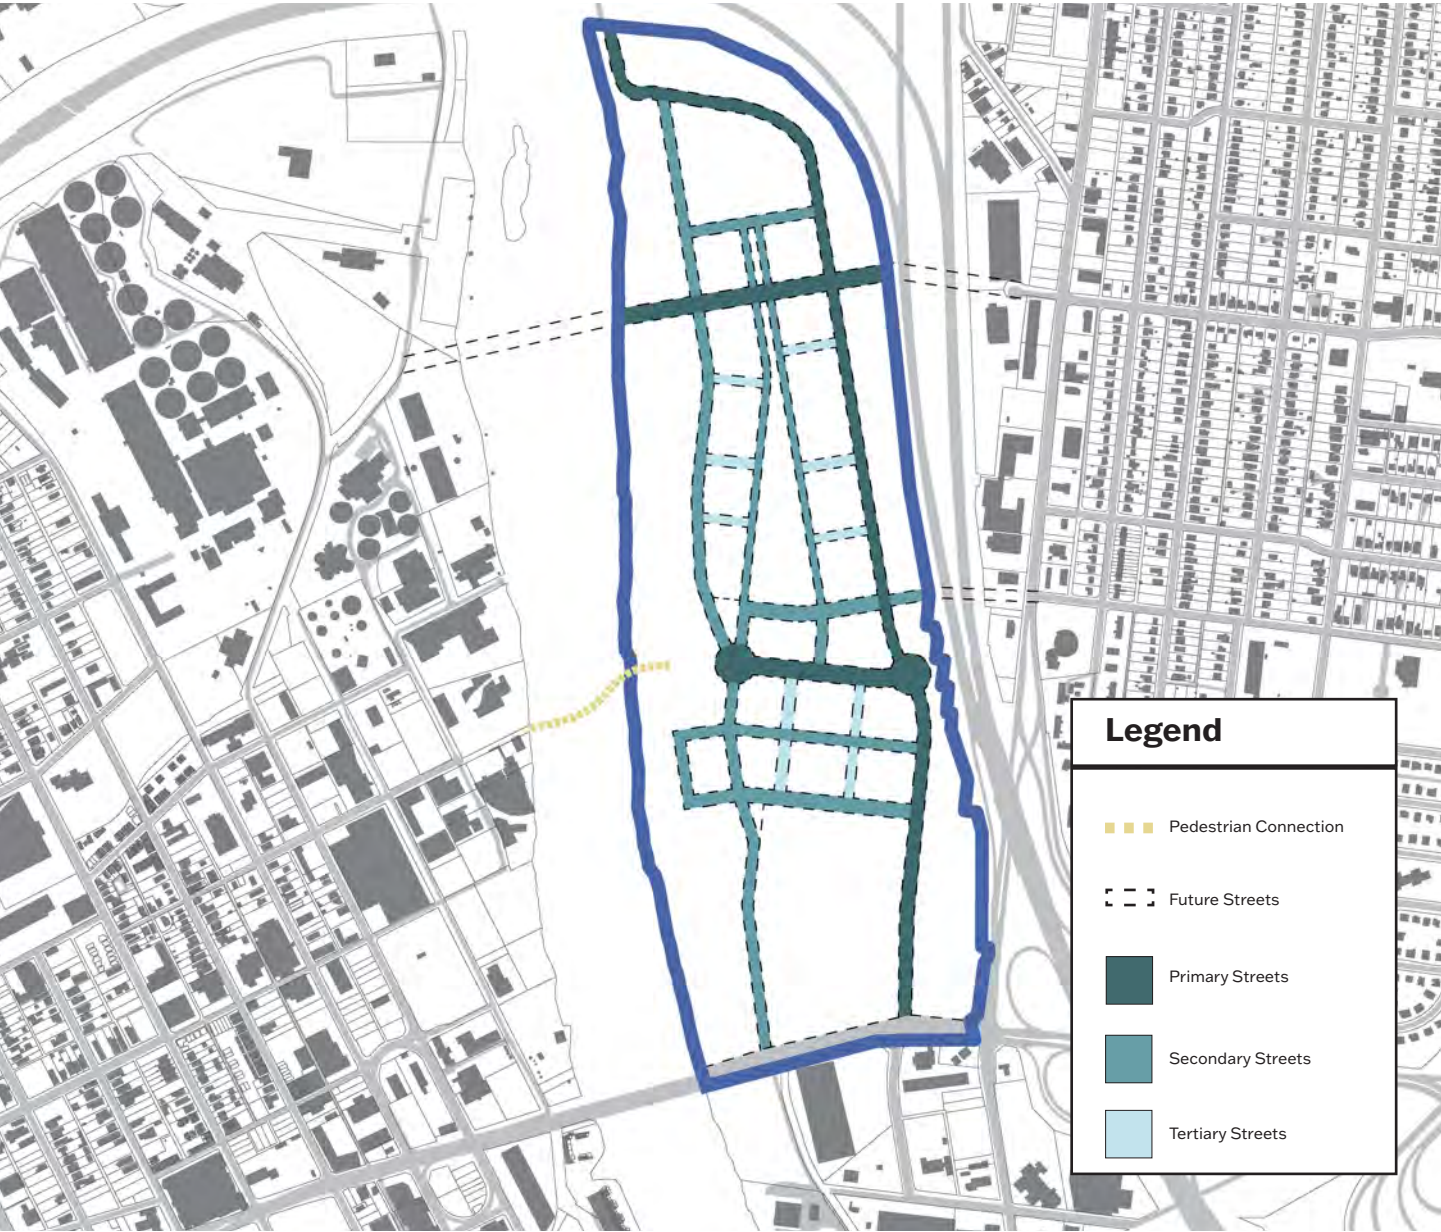 Legend
Pedestrian Connection
Future Streets
Primary Streets
Secondary Streets
Tertiary Streets